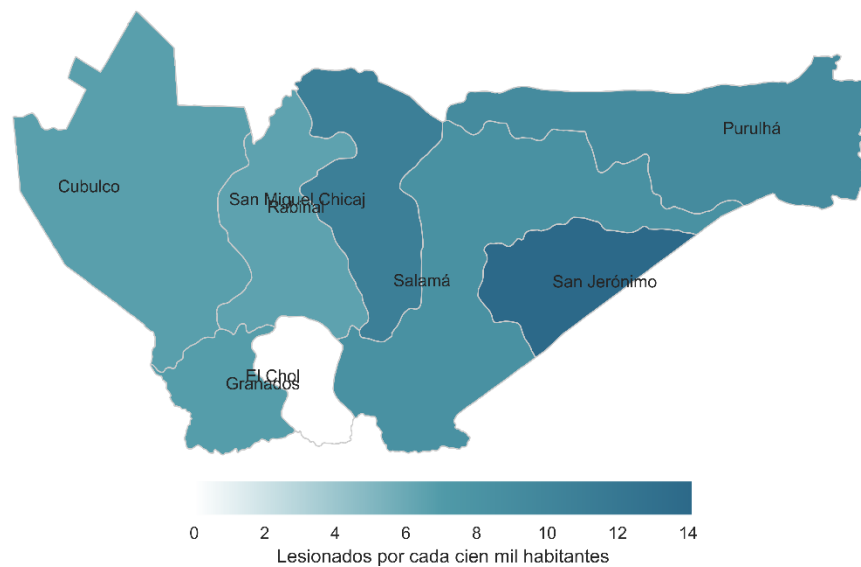 Purulhá
Cubulco
San Miguel Chicaj
Rabinal
Salamá
San Jerónimo
El Chol
Granados
0 2 4 6 8 10 12 14
Lesionados por cada cien mil habitantes